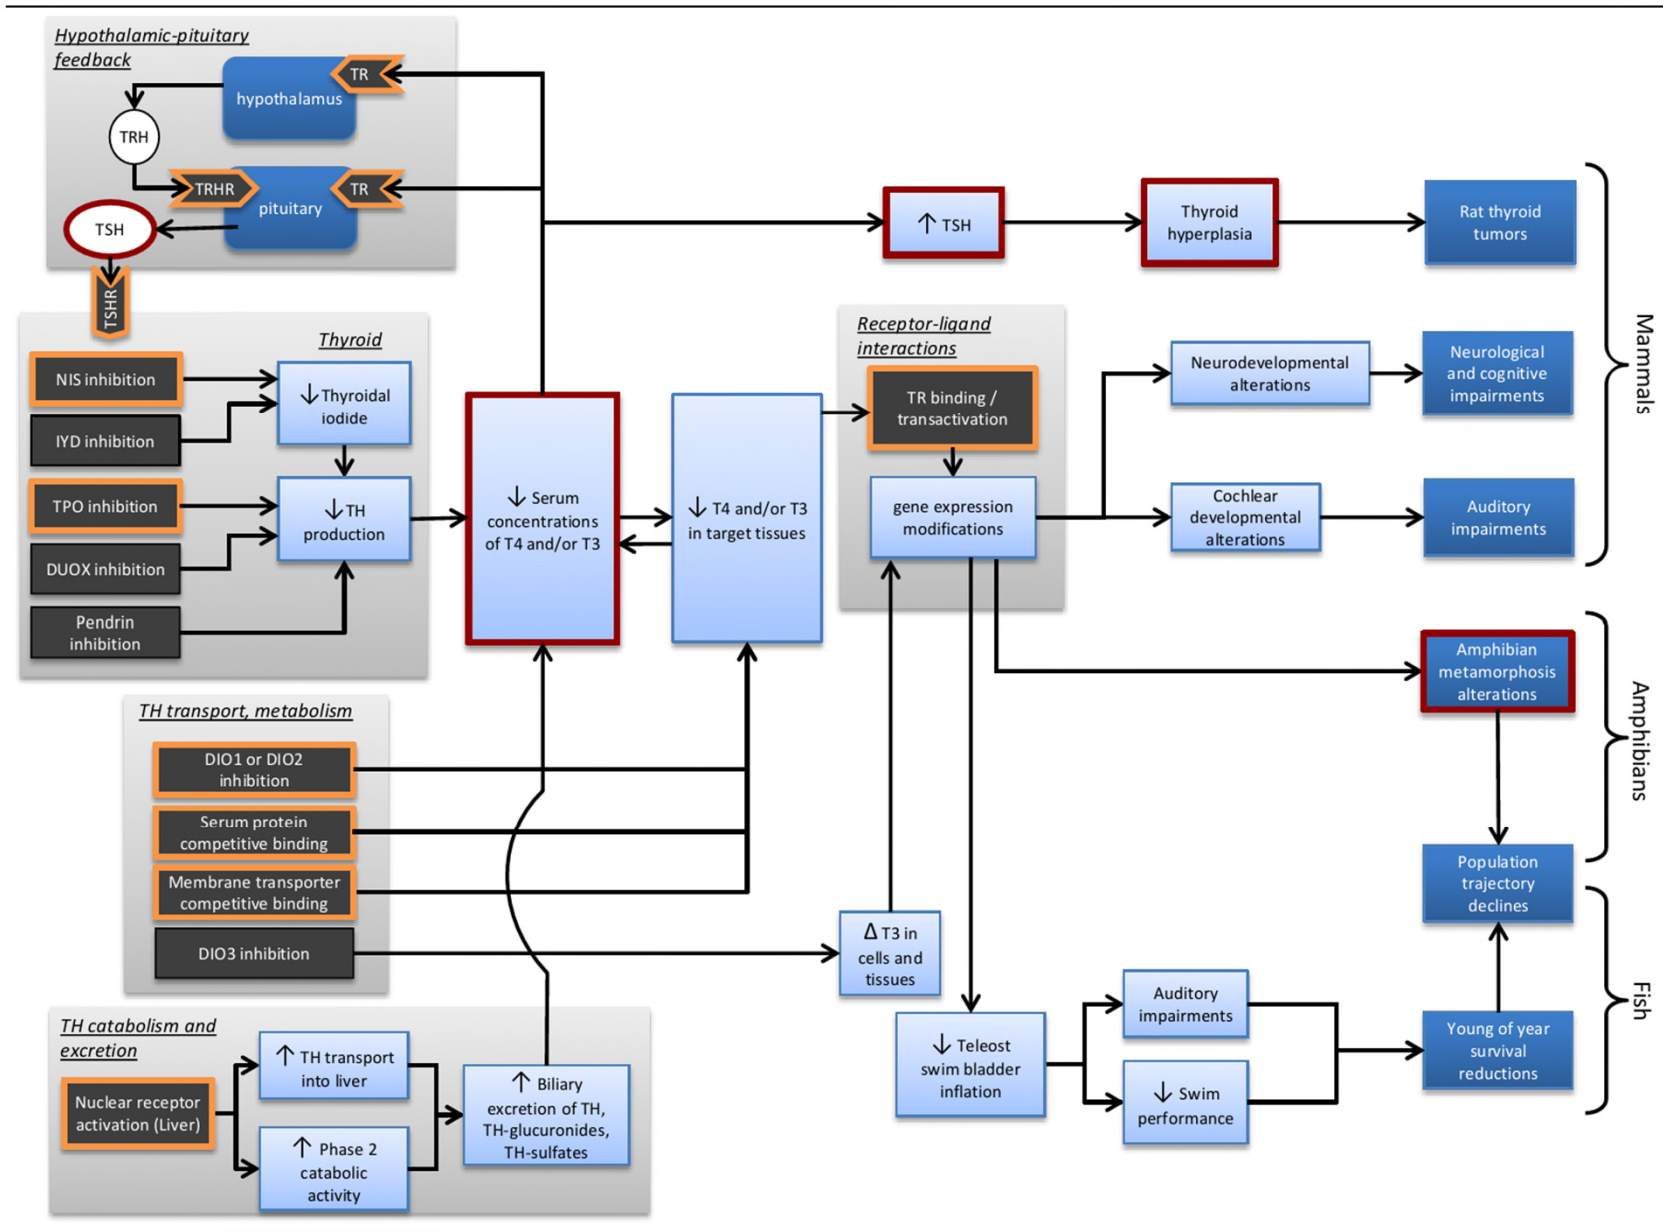 Hypothalamic-pituitary
feedback
hypothalamus
TR
TRH
TRHR
pituitary
TR
TSH
TSHR
↑ TSH
Thyroid
hyperplasia
Rat thyroid
tumors
Mammals
Thyroid
NIS inhibition
IYD inhibition
TPO inhibition
DUOX inhibition
Pendrin
inhibition
↓ Thyroidal
iodide
↓ TH
production
↓ Serum
concentrations
of T4 and/or T3
↓ T4 and/or T3
in target tissues
Receptor-ligand
interactions
TR binding /
transactivation
gene expression
modifications
Neurodevelopmental
alterations
Neurological
and cognitive
impairments
Cochlear
developmental
alterations
Auditory
impairments
Amphibian
metamorphosis
alterations
Amphibians
TH transport, metabolism
DIO1 or DIO2
inhibition
Serum protein
competitive binding
Membrane transporter
competitive binding
DIO3 inhibition
Δ T3 in
cells and
tissues
Population
trajectory
declines
Fish
TH catabolism and
excretion
Nuclear receptor
activation (Liver)
↑ TH transport
into liver
↑ Phase 2
catabolic
activity
↑ Biliary
excretion of TH,
TH-glucuronides,
TH-sulfates
↓ Teleost
swim bladder
inflation
Auditory
impairments
↓ Swim
performance
Young of year
survival
reductions